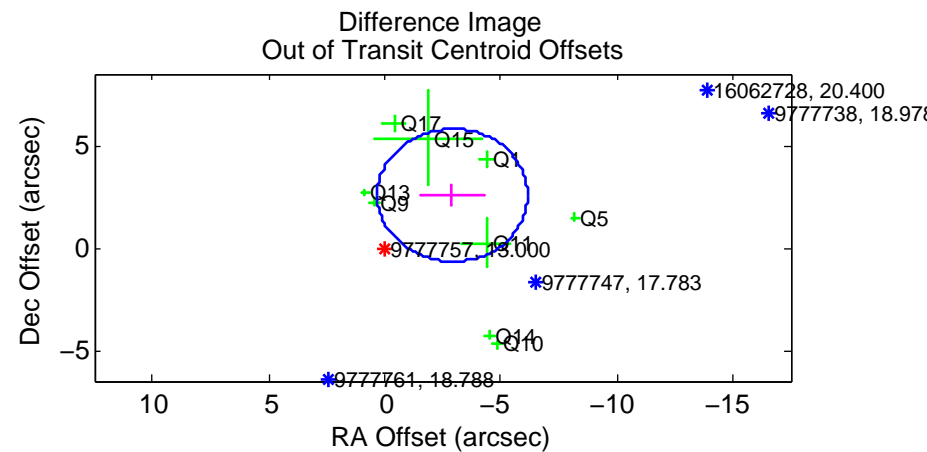 Difference Image
Out of Transit Centroid Offsets
16062728, 20.400
9777738, 18.978
Q17
Q15
Q1
Q13
Q9
Q5
Q11
9777757, 13.000
9777747, 17.783
Q14
Q10
9777761, 18.788
5
0
−5
10
5
0
−5
−10
−15
Dec Offset (arcsec)
RA Offset (arcsec)